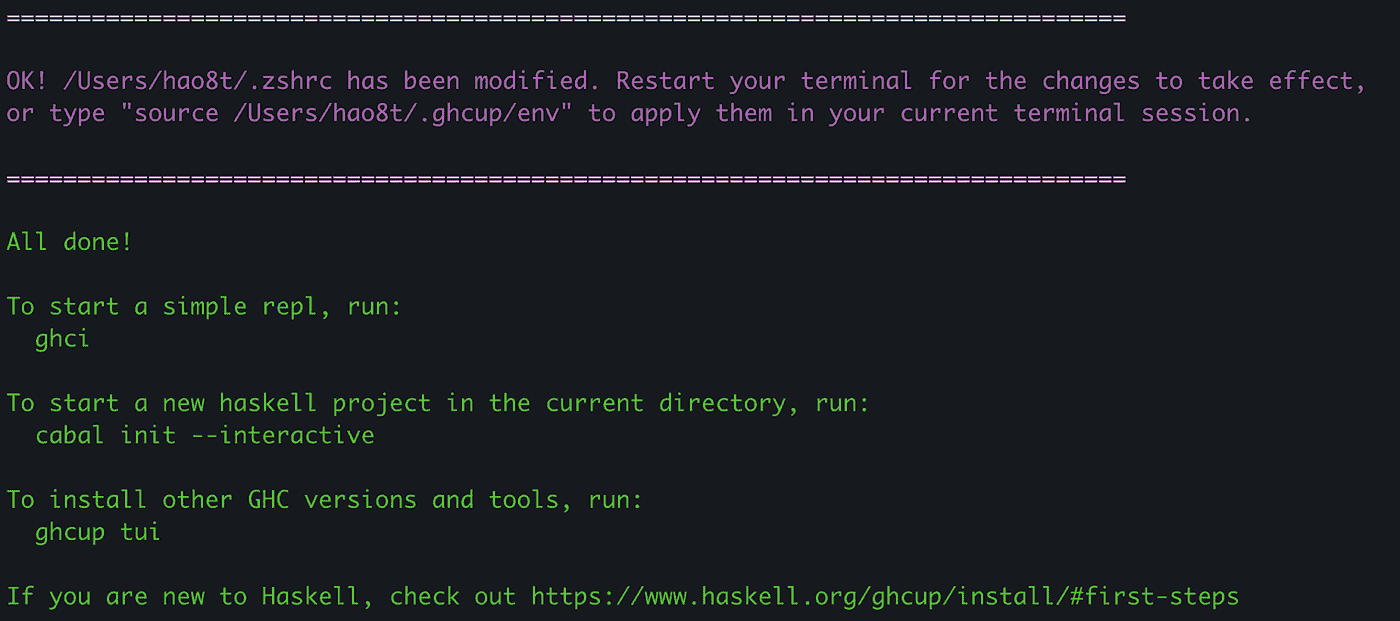 ===============================================================================
OK! /Users/hao8t/.zshrc has been modified. Restart your terminal for the changes to take effect,
or type "source /Users/hao8t/.ghcup/env" to apply them in your current terminal session.
===============================================================================
All done!
To start a simple repl, run:
  ghci
To start a new haskell project in the current directory, run:
  cabal init --interactive
To install other GHC versions and tools, run:
  ghcup tui
If you are new to Haskell, check out https://www.haskell.org/ghcup/install/#first-steps